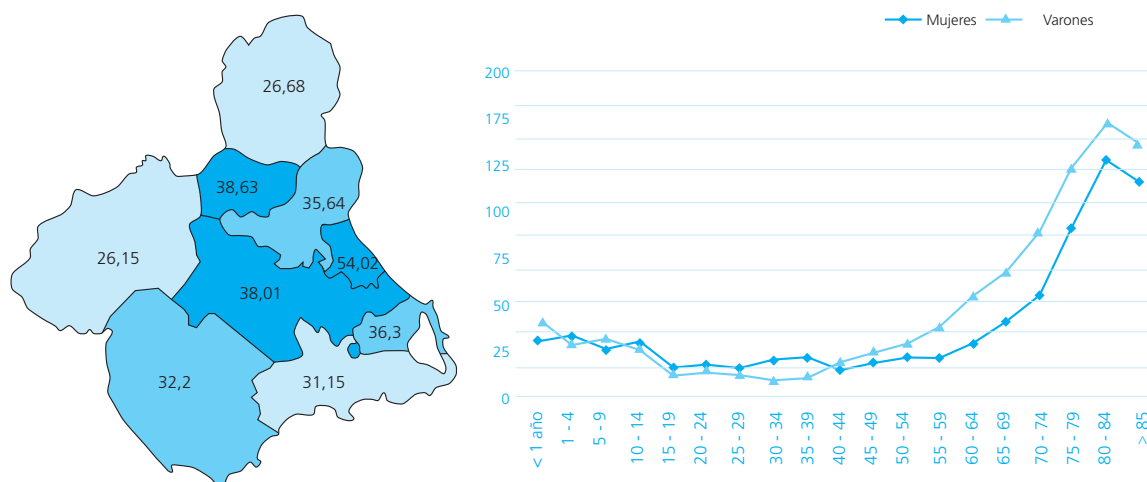 Mujeres
Varones
26,68
38,63
35,64
26,15
54,02
38,01
36,3
32,2
31,15
200
175
125
100
75
50
25
0
< 1 año
1 - 4
5 - 9
10 - 14
15 - 19
20 - 24
25 - 29
30 - 34
35 - 39
40 - 44
45 - 49
50 - 54
55 - 59
60 - 64
65 - 69
70 - 74
75 - 79
80 - 84
> 85